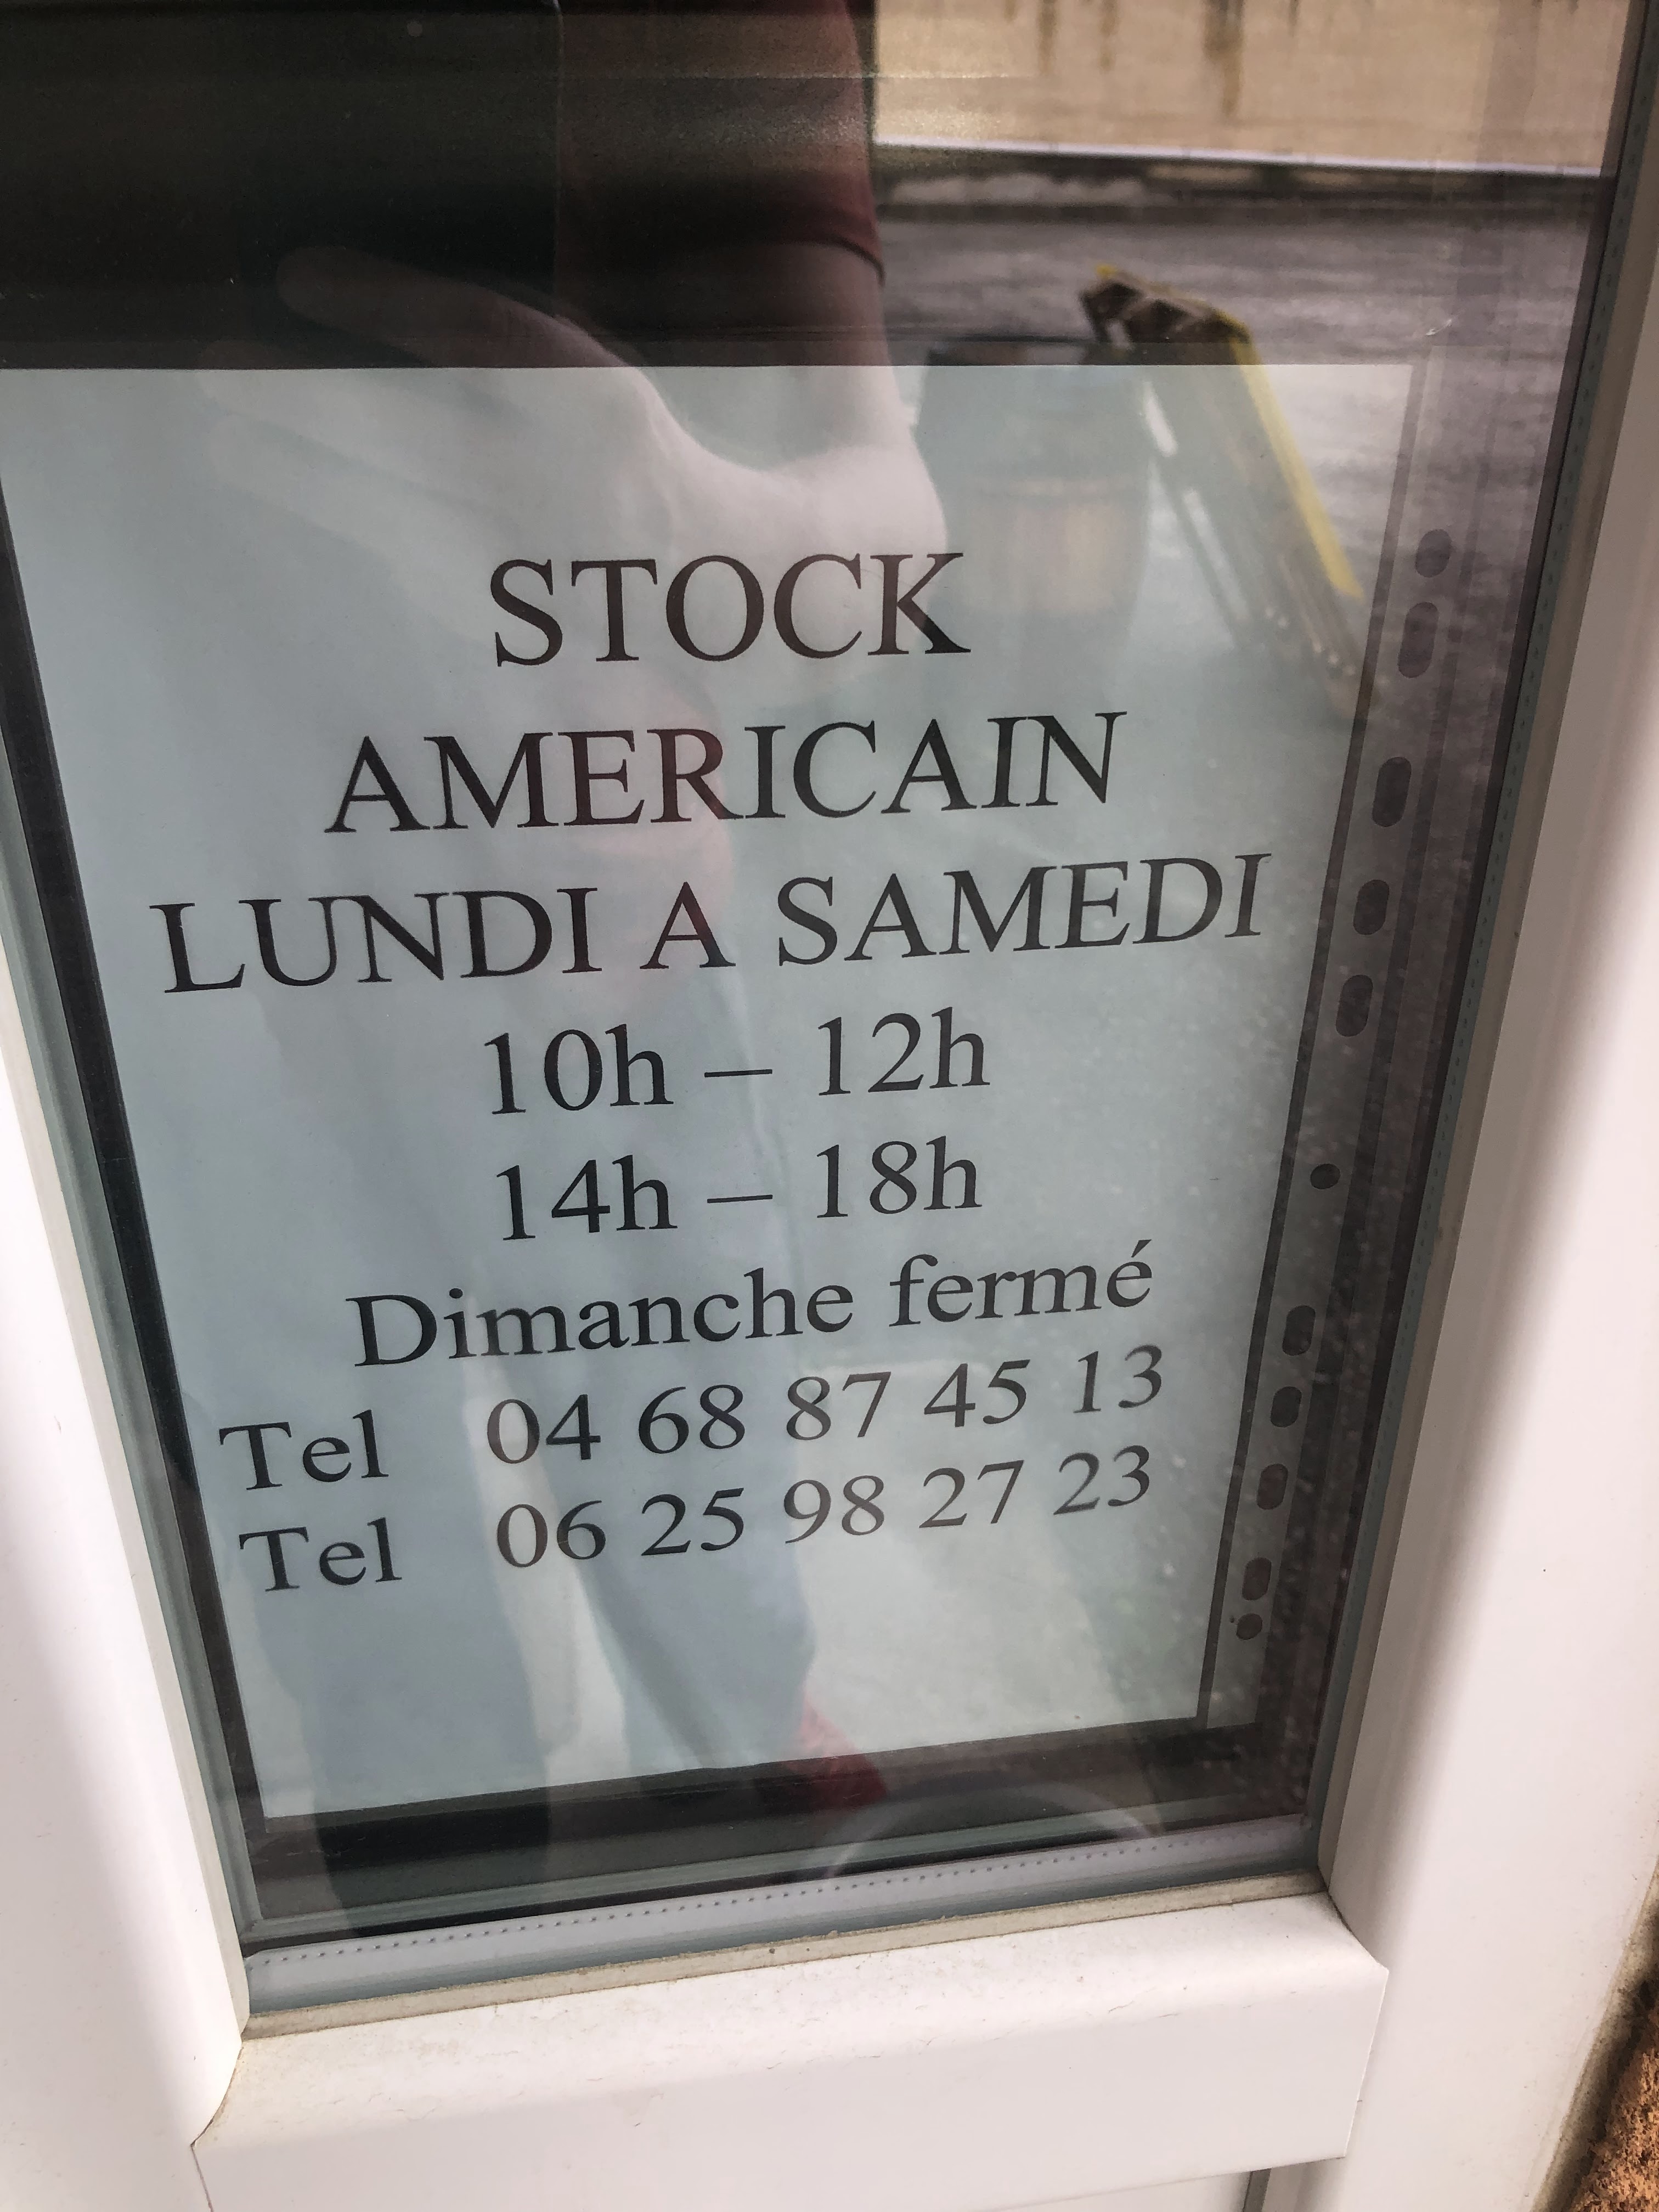 STOCK
AMERICAIN
LUNDI A SAMEDI
10h – 12h
14h – 18h
Dimanche fermé
Tel 04 68 87 45 13
Tel 06 25 98 27 23